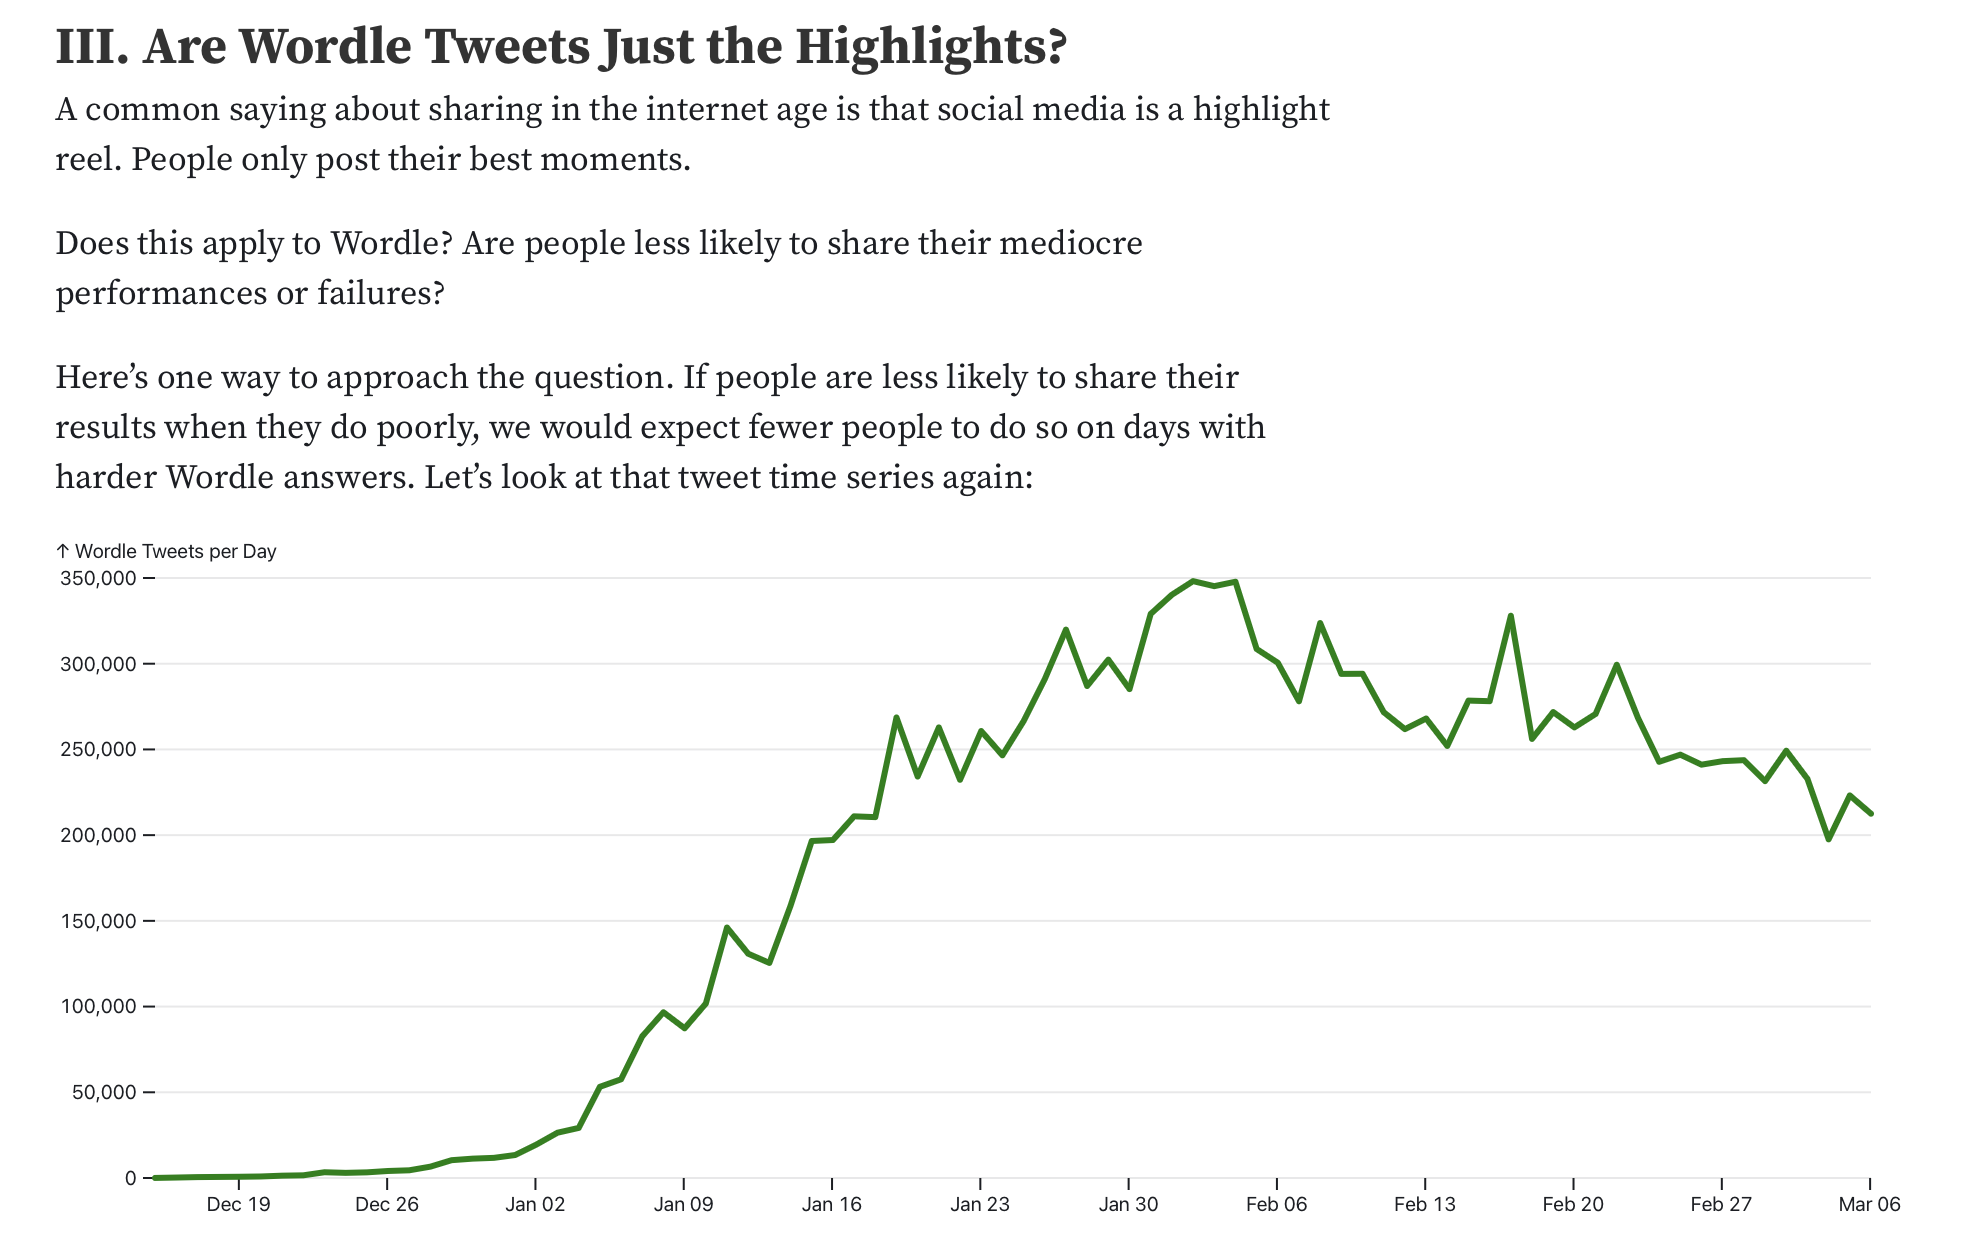 III. Are Wordle Tweets Just the Highlights?
A common saying about sharing in the internet age is that social media is a highlight
reel. People only post their best moments.
Does this apply to Wordle? Are people less likely to share their mediocre
performances or failures?
Here’s one way to approach the question. If people are less likely to share their
results when they do poorly, we would expect fewer people to do so on days with
harder Wordle answers. Let’s look at that tweet time series again:
↑ Wordle Tweets per Day
350,000
300,000
250,000
200,000
150,000
100,000
50,000
0
Dec 19 Dec 26 Jan 02 Jan 09 Jan 16 Jan 23 Jan 30 Feb 06 Feb 13 Feb 20 Feb 27 Mar 06